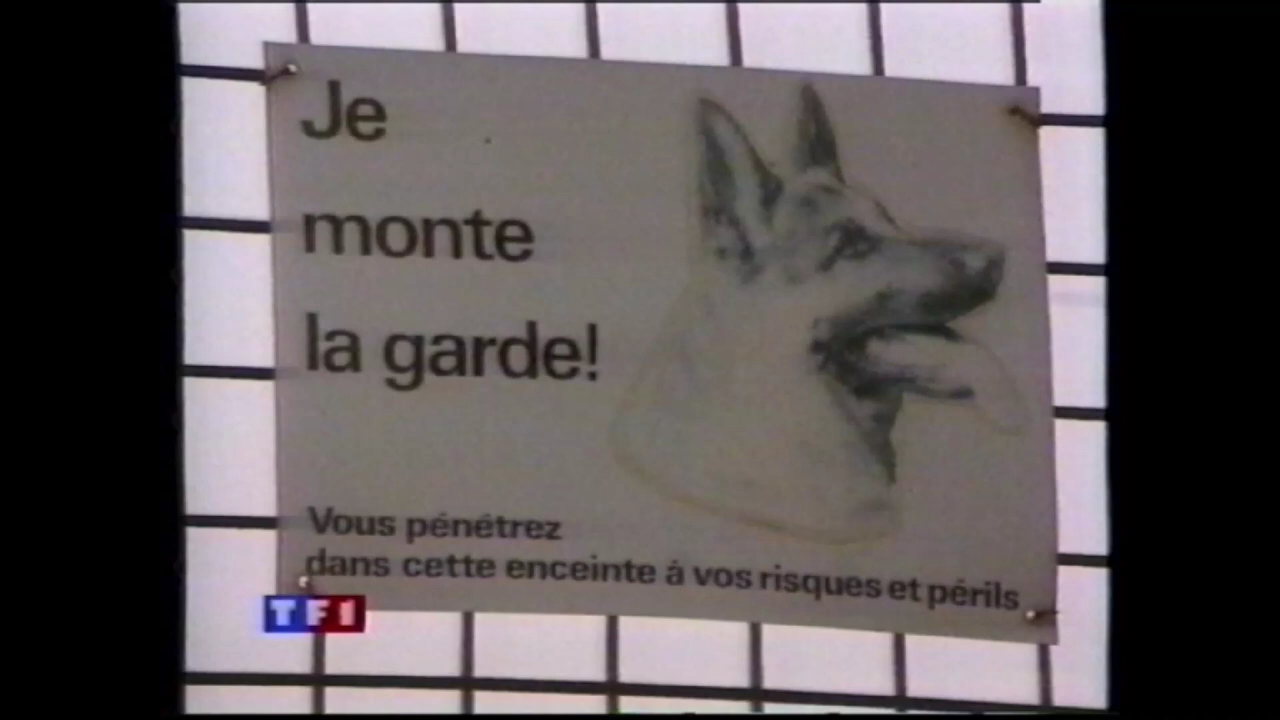 Je
monte
la garde!
Vous pénétrez
dans cette enceinte à vos risques et périls
TF1